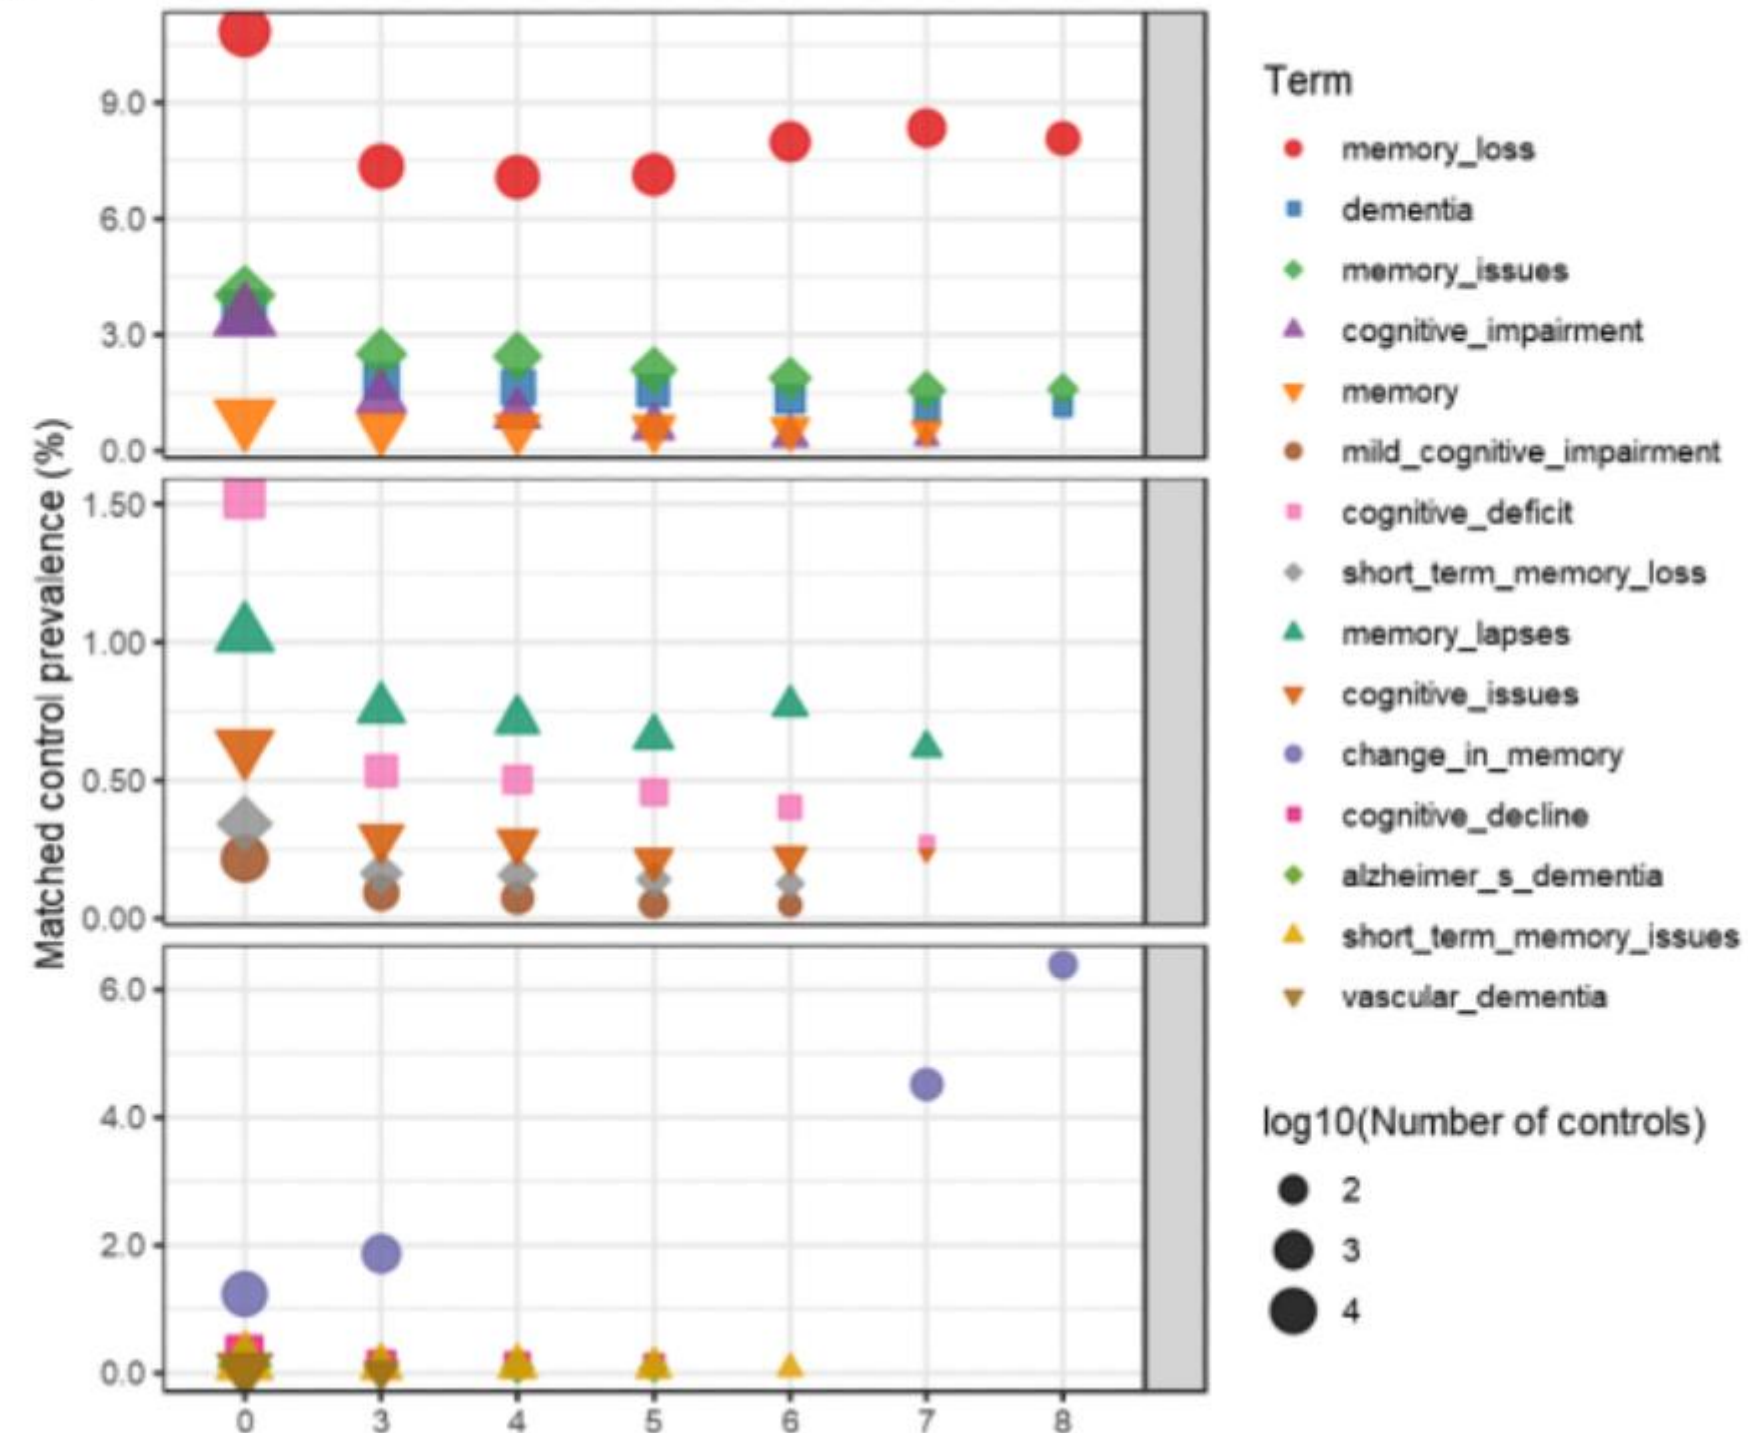 Matched control prevalence (%)
9.0
6.0
3.0
0.0
1.50
1.00
0.50
0.00
6.0
4.0
2.0
0.0
0 3 4 5 6 7 8
Term
memory_loss
dementia
memory_issues
cognitive_impairment
memory
mild_cognitive_impairment
cognitive_deficit
short_term_memory_loss
memory_lapses
cognitive_issues
change_in_memory
cognitive_decline
alzheimer_s_dementia
short_term_memory_issues
vascular_dementia
log10(Number of controls)
2
3
4